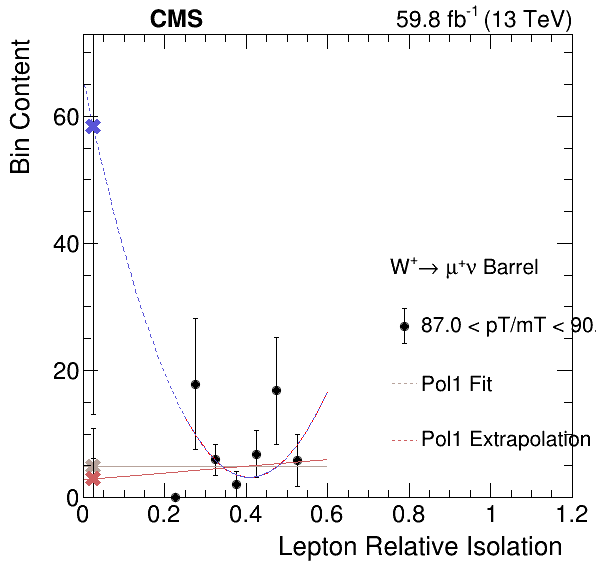 CMS
59.8 fb⁻¹ (13 TeV)
Bin Content
60
40
20
0
W⁺→ μ⁺ν Barrel
87.0 < pT/mT < 90.
Pol1 Fit
Pol1 Extrapolation
0 0.2 0.4 0.6 0.8 1 1.2
Lepton Relative Isolation